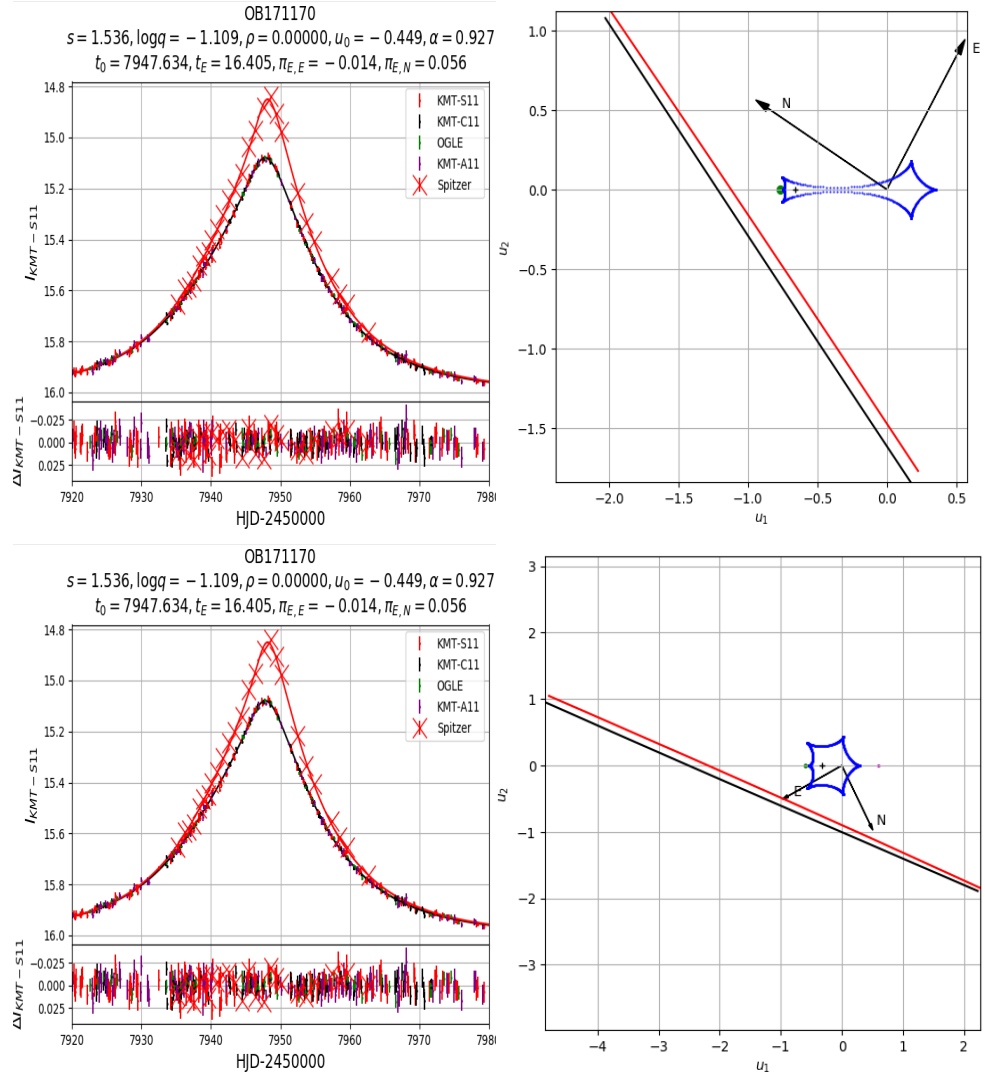 OB171170
s = 1.536, logq = −1.109, ρ = 0.00000, u₀ = −0.449, α = 0.927
t₀ = 7947.634, t_E = 16.405, π_E,E = −0.014, π_E,N = 0.056
14.8
15.0
15.2
15.4
15.6
15.8
16.0
I_KMT−S11
KMT-S11
KMT-C11
OGLE
KMT-A11
Spitzer
−0.025
0.000
0.025
ΔI_KMT−S11
7920
7930
7940
7950
7960
7970
7980
HJD-2450000
1.0
0.5
0.0
−0.5
−1.0
−1.5
u₂
N
E
−2.0
−1.5
−1.0
−0.5
0.0
0.5
u₁
OB171170
s = 1.536, logq = −1.109, ρ = 0.00000, u₀ = −0.449, α = 0.927
t₀ = 7947.634, t_E = 16.405, π_E,E = −0.014, π_E,N = 0.056
14.8
15.0
15.2
15.4
15.6
15.8
16.0
I_KMT−S11
KMT-S11
KMT-C11
OGLE
KMT-A11
Spitzer
−0.025
0.000
0.025
ΔI_KMT−S11
7920
7930
7940
7950
7960
7970
7980
HJD-2450000
3
2
1
0
−1
−2
−3
u₂
E
N
−4
−3
−2
−1
0
1
2
u₁